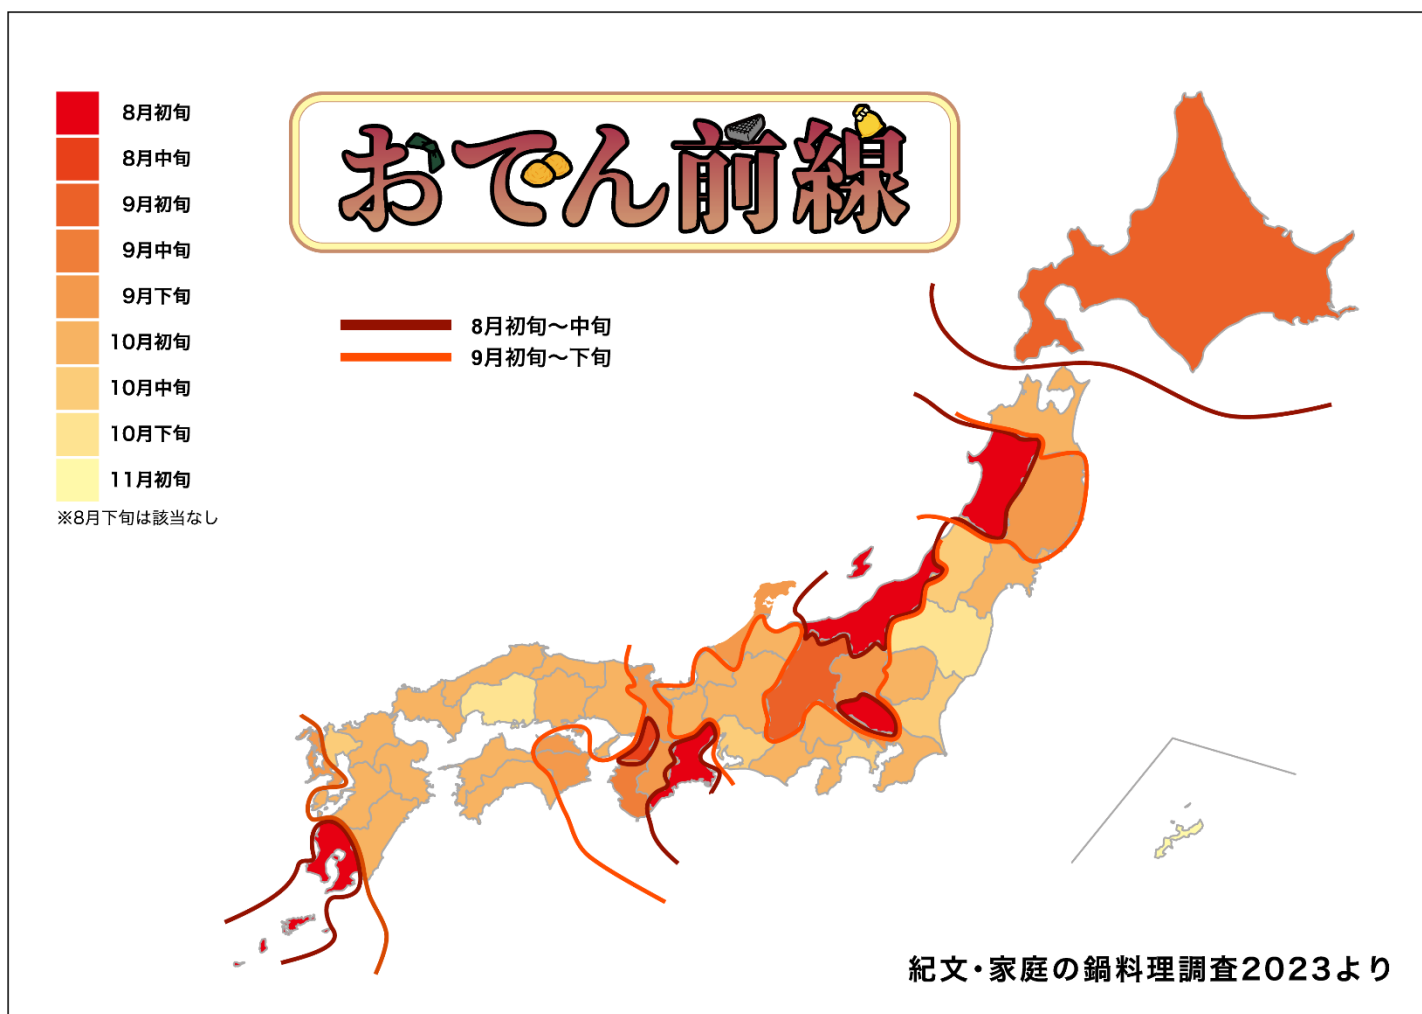 おでん前線
8月初旬
8月中旬
9月初旬
9月中旬
9月下旬
10月初旬
10月中旬
10月下旬
11月初旬
※8月下旬は該当なし
8月初旬〜中旬
9月初旬〜下旬
紀文・家庭の鍋料理調査2023より